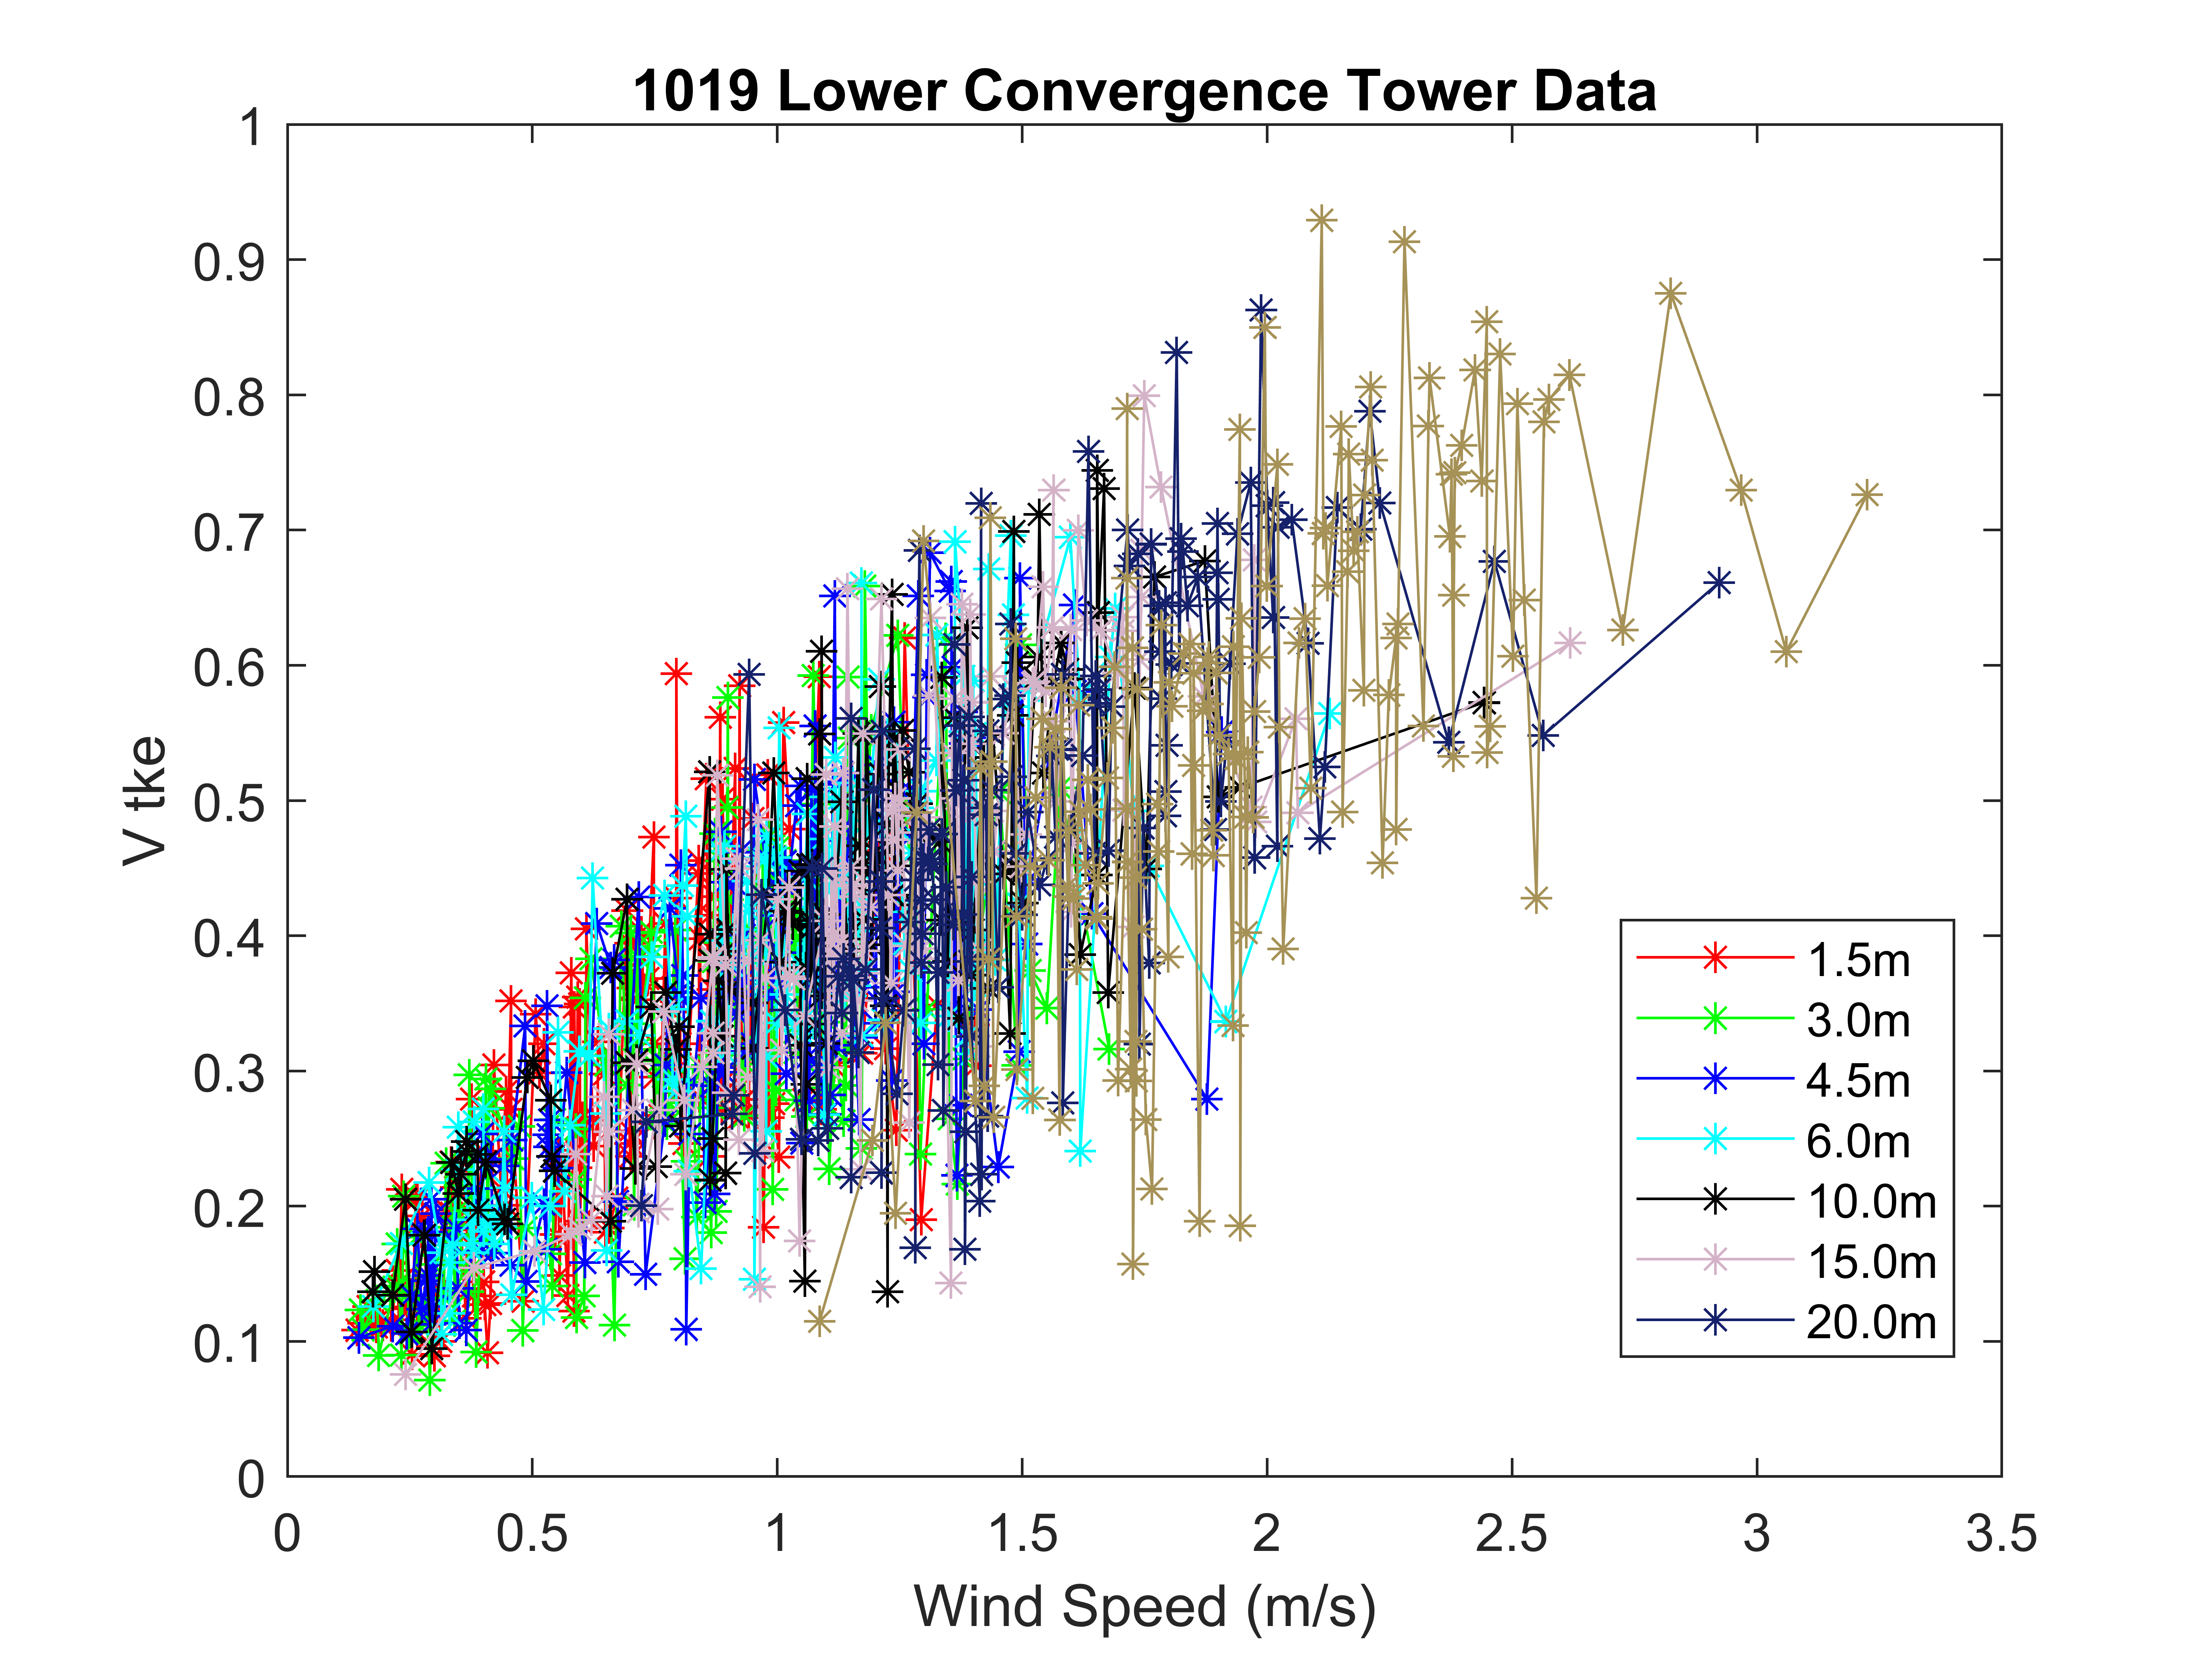 1019 Lower Convergence Tower Data
1
0.9
0.8
0.7
0.6
0.5
0.4
0.3
0.2
0.1
0
V tke
1.5m
3.0m
4.5m
6.0m
10.0m
15.0m
20.0m
0 0.5 1 1.5 2 2.5 3 3.5
Wind Speed (m/s)